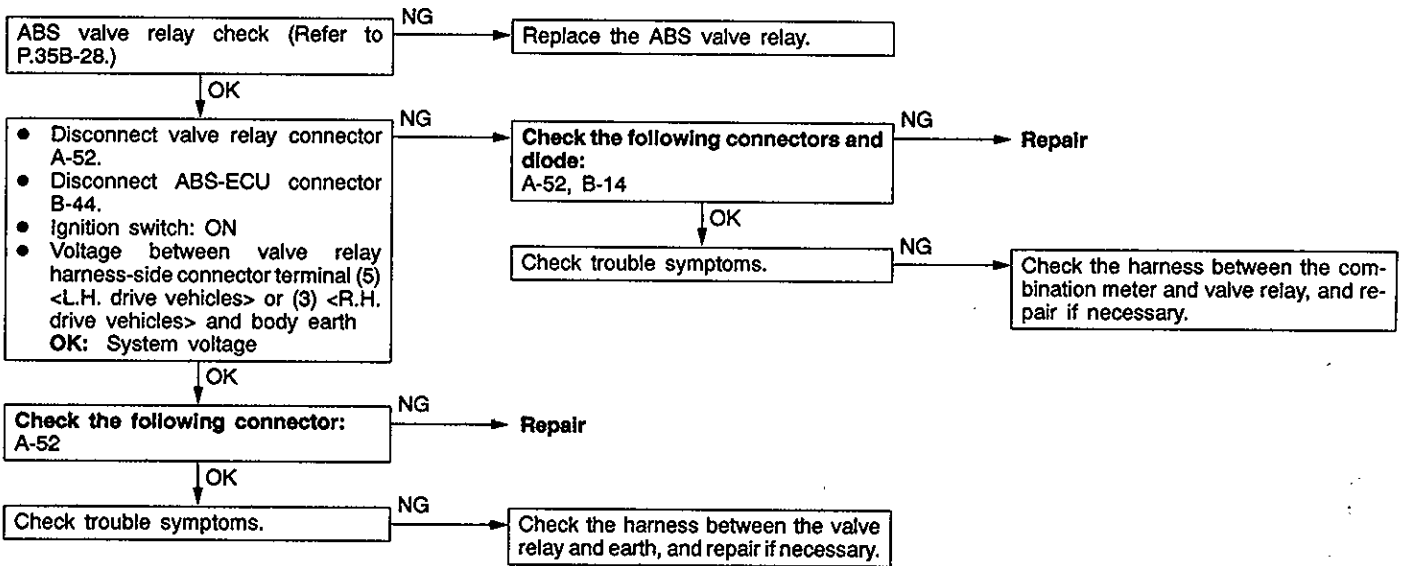 ABS valve relay check (Refer to
P.35B-28.)
NG
Replace the ABS valve relay.
OK
● Disconnect valve relay connector
A-52.
● Disconnect ABS-ECU connector
B-44.
● Ignition switch: ON
● Voltage between valve relay
harness-side connector terminal (5)
<L.H. drive vehicles> or (3) <R.H.
drive vehicles> and body earth
OK: System voltage
NG
Check the following connectors and
diode:
A-52, B-14
NG
Repair
OK
Check trouble symptoms.
NG
Check the harness between the com-
bination meter and valve relay, and re-
pair if necessary.
OK
Check the following connector:
A-52
NG
Repair
OK
Check trouble symptoms.
NG
Check the harness between the valve
relay and earth, and repair if necessary.